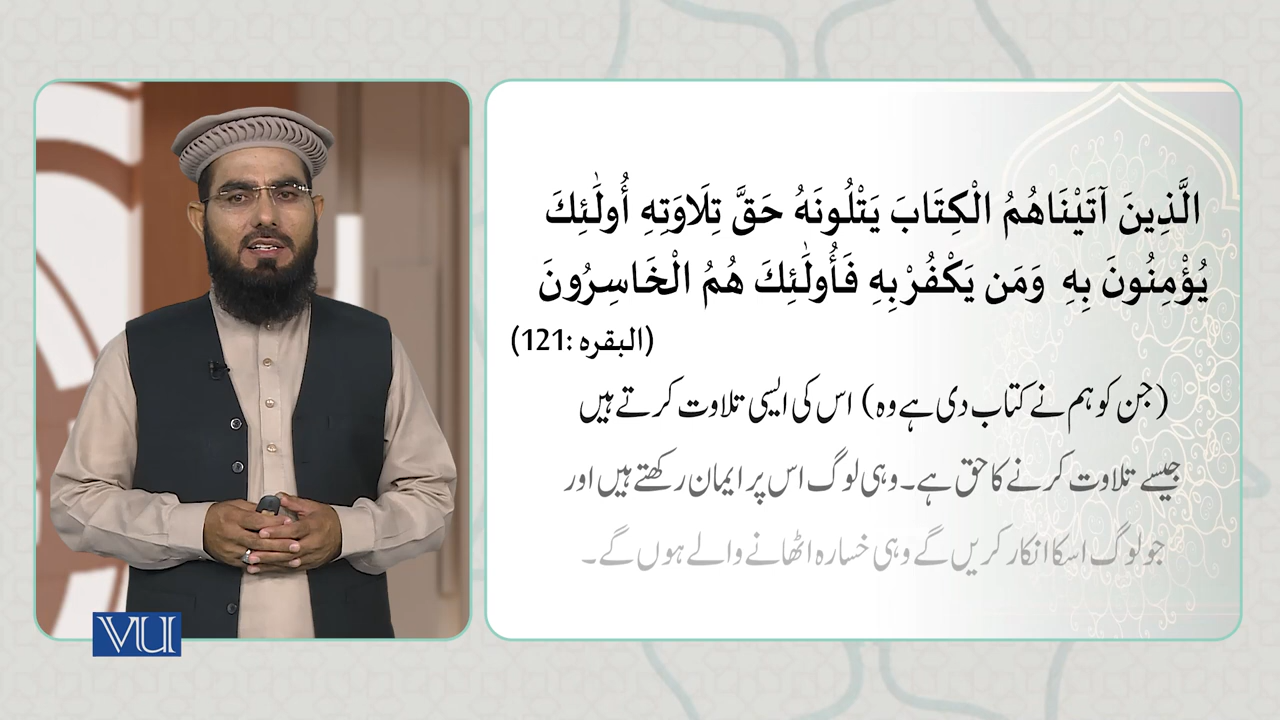 الَّذِينَ آتَيْنَاهُمُ الْكِتَابَ يَتْلُونَهُ حَقَّ تِلَاوَتِهِ أُولَٰئِكَ
يُؤْمِنُونَ بِهِ وَمَن يَكْفُرْ بِهِ فَأُولَٰئِكَ هُمُ الْخَاسِرُونَ
(البقرہ :121)
(جن کو ہم نے کتاب دی ہے وہ) اس کی ایسی تلاوت کرتے ہیں
جیسے تلاوت کرنے کا حق ہے۔ وہی لوگ اس پر ایمان رکھتے ہیں اور
جو لوگ اسکا انکار کریں گے وہی خسارہ اٹھانے والے ہوں گے۔
VU